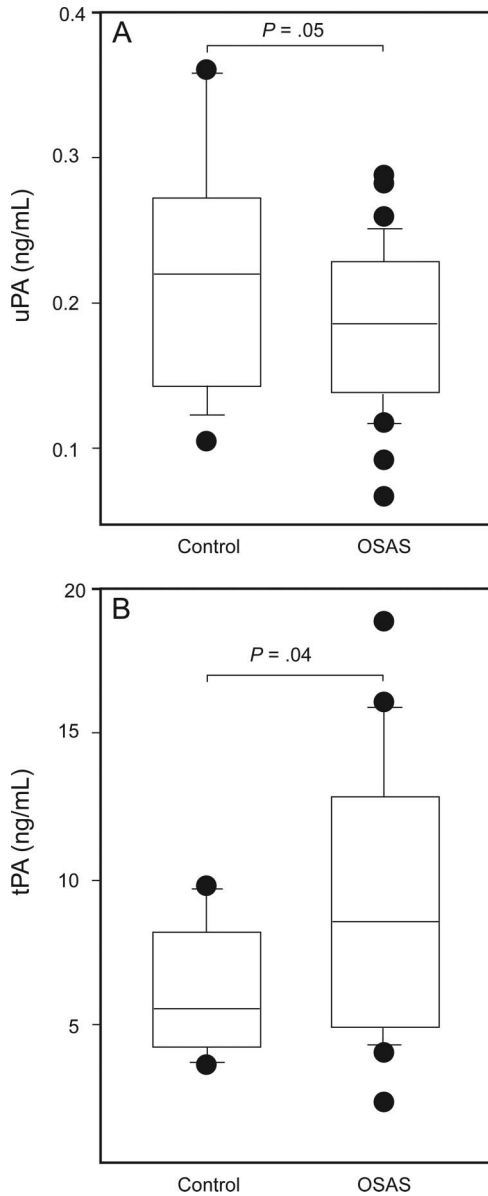 A
P = .05
0.4
0.3
0.2
0.1
uPA (ng/mL)
Control OSAS
B
P = .04
20
15
10
5
tPA (ng/mL)
Control OSAS